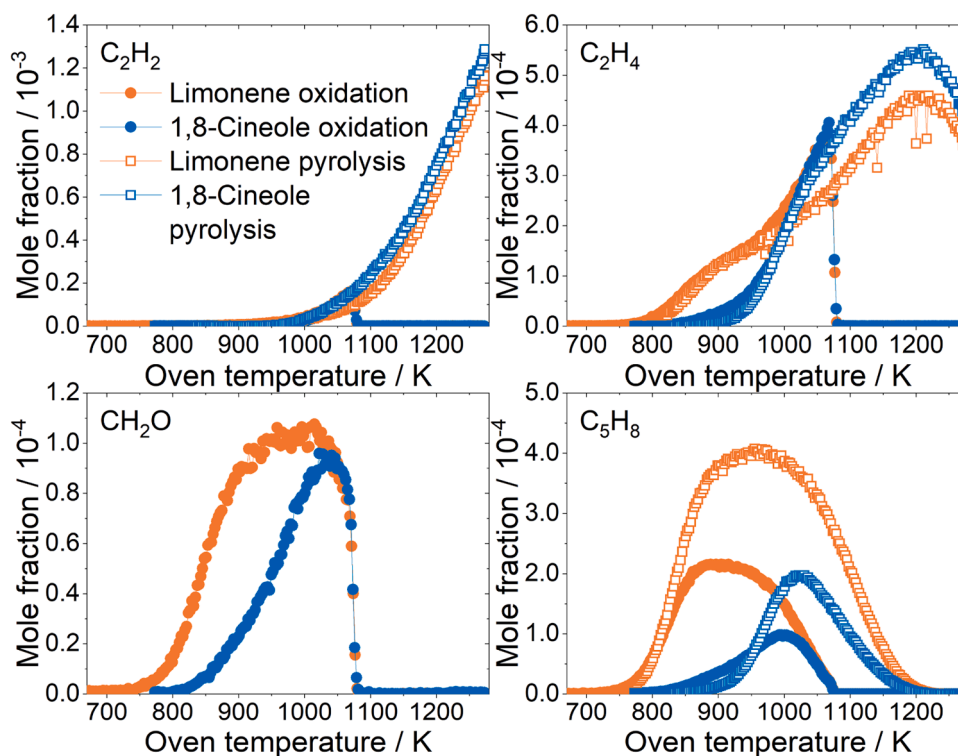 C₂H₂
Limonene oxidation
1,8-Cineole oxidation
Limonene pyrolysis
1,8-Cineole
pyrolysis
Mole fraction / 10⁻³
1.4
1.2
1.0
0.8
0.6
0.4
0.2
0.0
700 800 900 1000 1100 1200
Oven temperature / K
C₂H₄
Mole fraction / 10⁻⁴
6.0
5.0
4.0
3.0
2.0
1.0
0.0
700 800 900 1000 1100 1200
Oven temperature / K
CH₂O
Mole fraction / 10⁻⁴
1.2
1.0
0.8
0.6
0.4
0.2
0.0
700 800 900 1000 1100 1200
Oven temperature / K
C₅H₈
Mole fraction / 10⁻⁴
5.0
4.0
3.0
2.0
1.0
0.0
700 800 900 1000 1100 1200
Oven temperature / K